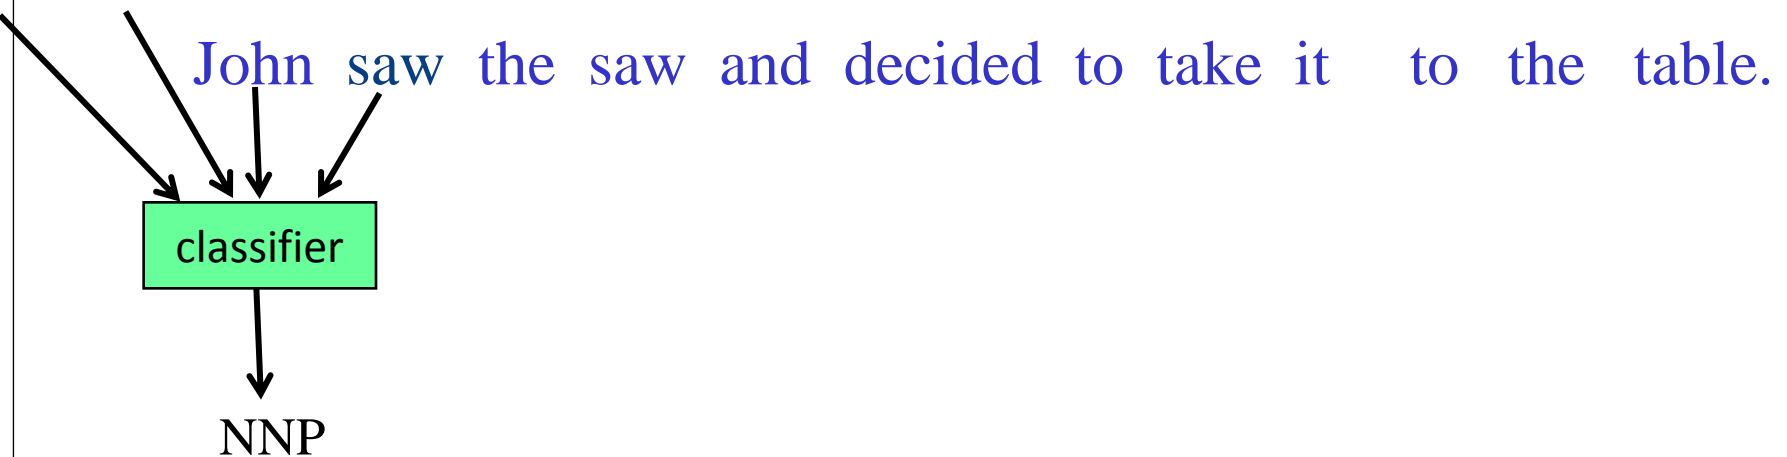 John saw the saw and decided to take it to the table.
classifier
NNP